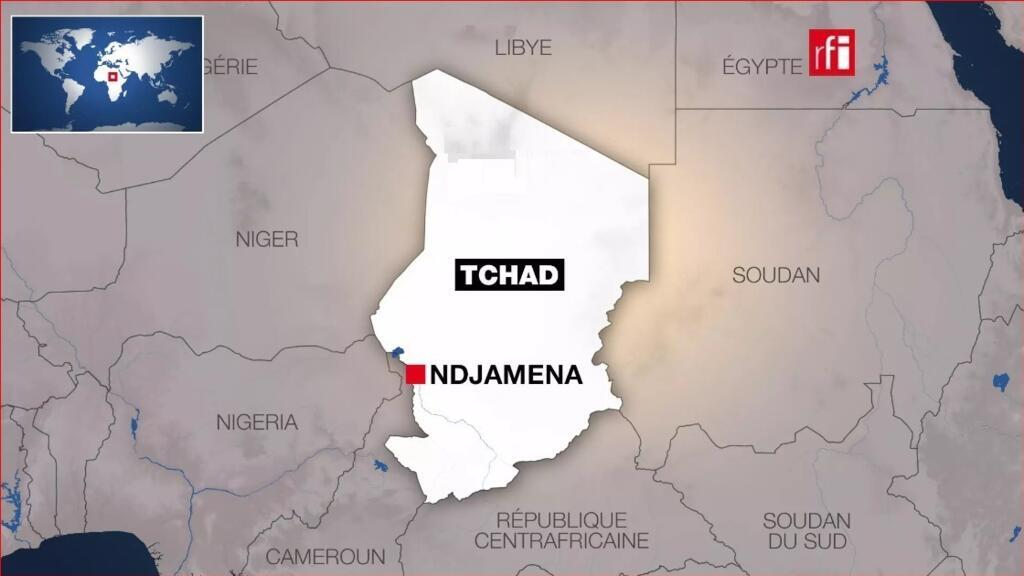 LIBYE
GÉRIE
ÉGYPTE
rfi
NIGER
TCHAD
SOUDAN
NDJAMENA
NIGERIA
RÉPUBLIQUE
CENTRAFRICAINE
SOUDAN
DU SUD
CAMEROUN